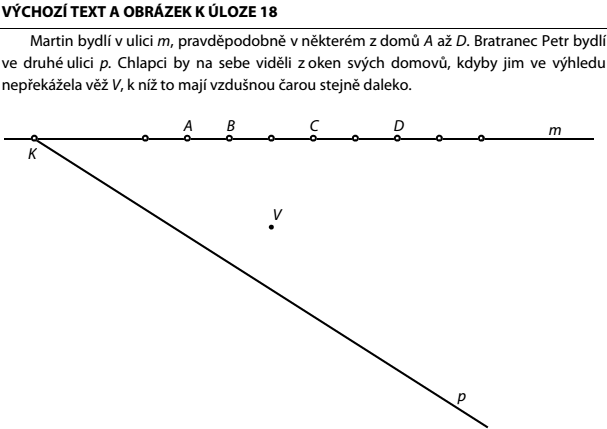 VÝCHOZÍ TEXT A OBRÁZEK K ÚLOZE 18
Martin bydlí v ulici m, pravděpodobně v některém z domů A až D. Bratranec Petr bydlí
ve druhé ulici p. Chlapci by na sebe viděli z oken svých domovů, kdyby jim ve výhledu
nepřekážela věž V, k níž to mají vzdušnou čarou stejně daleko.
A B C D m
K
V
p